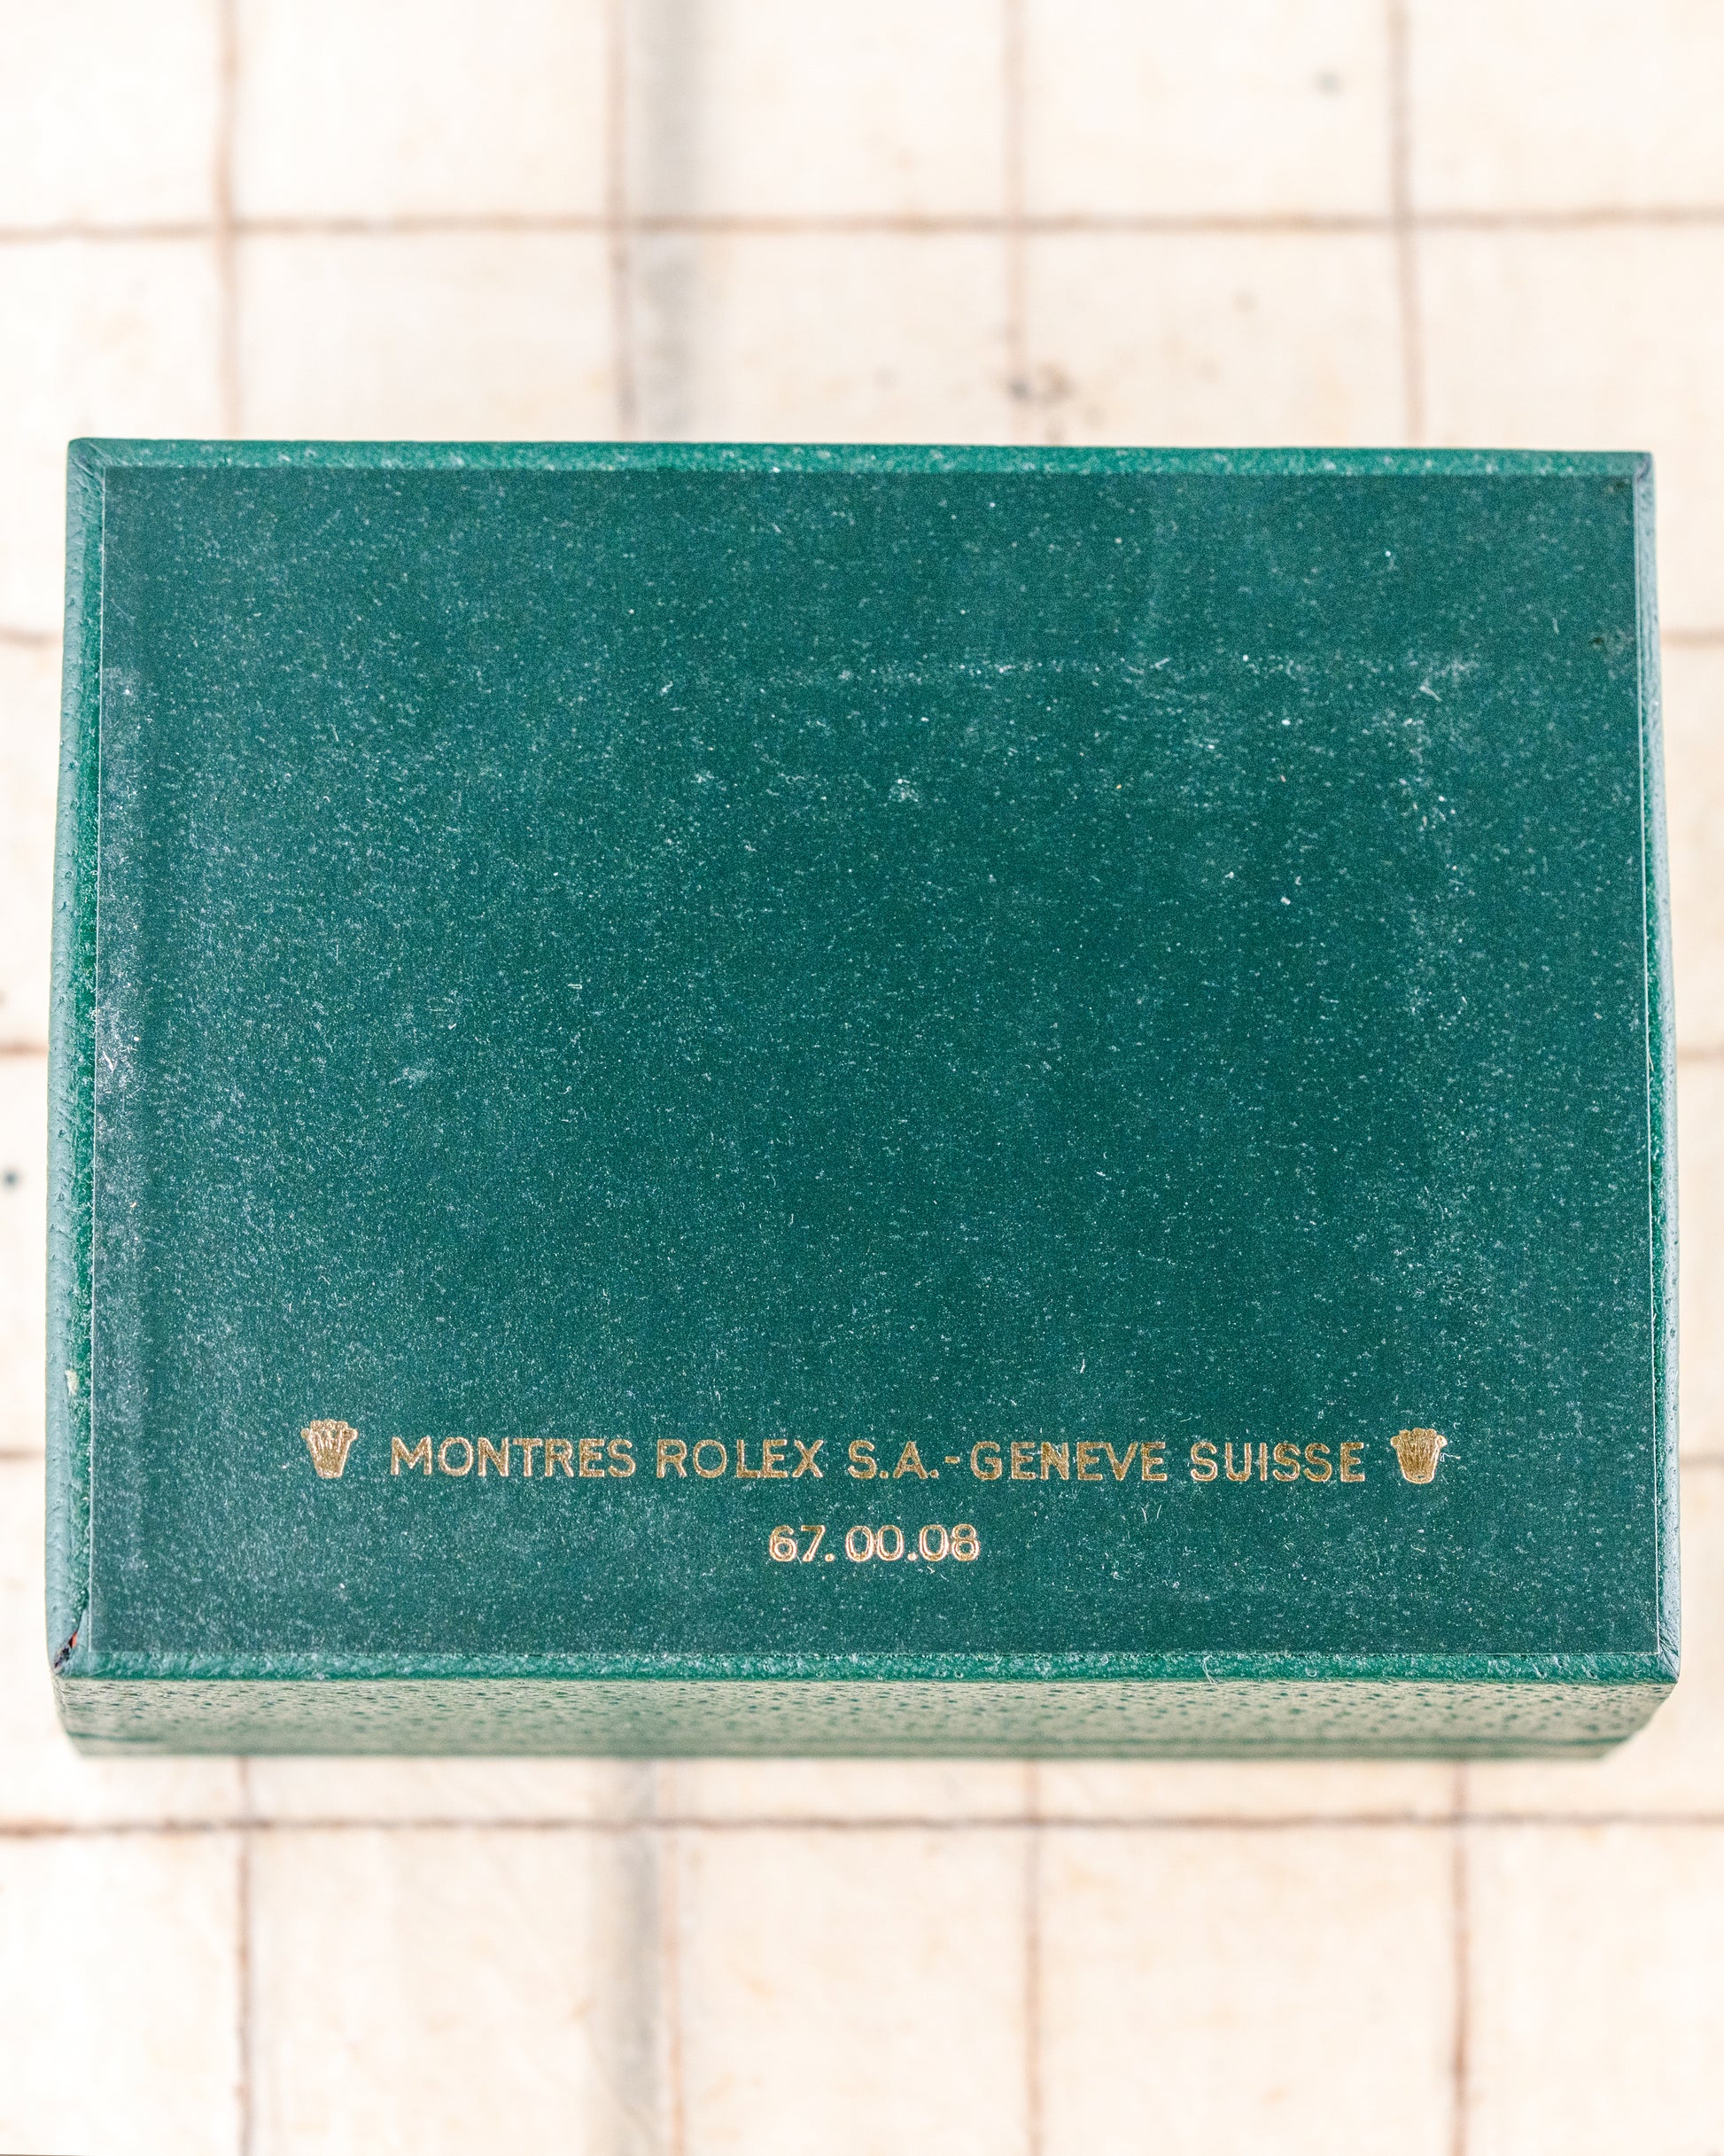 MONTRES ROLEX S.A.-GENEVE SUISSE
67.00.08